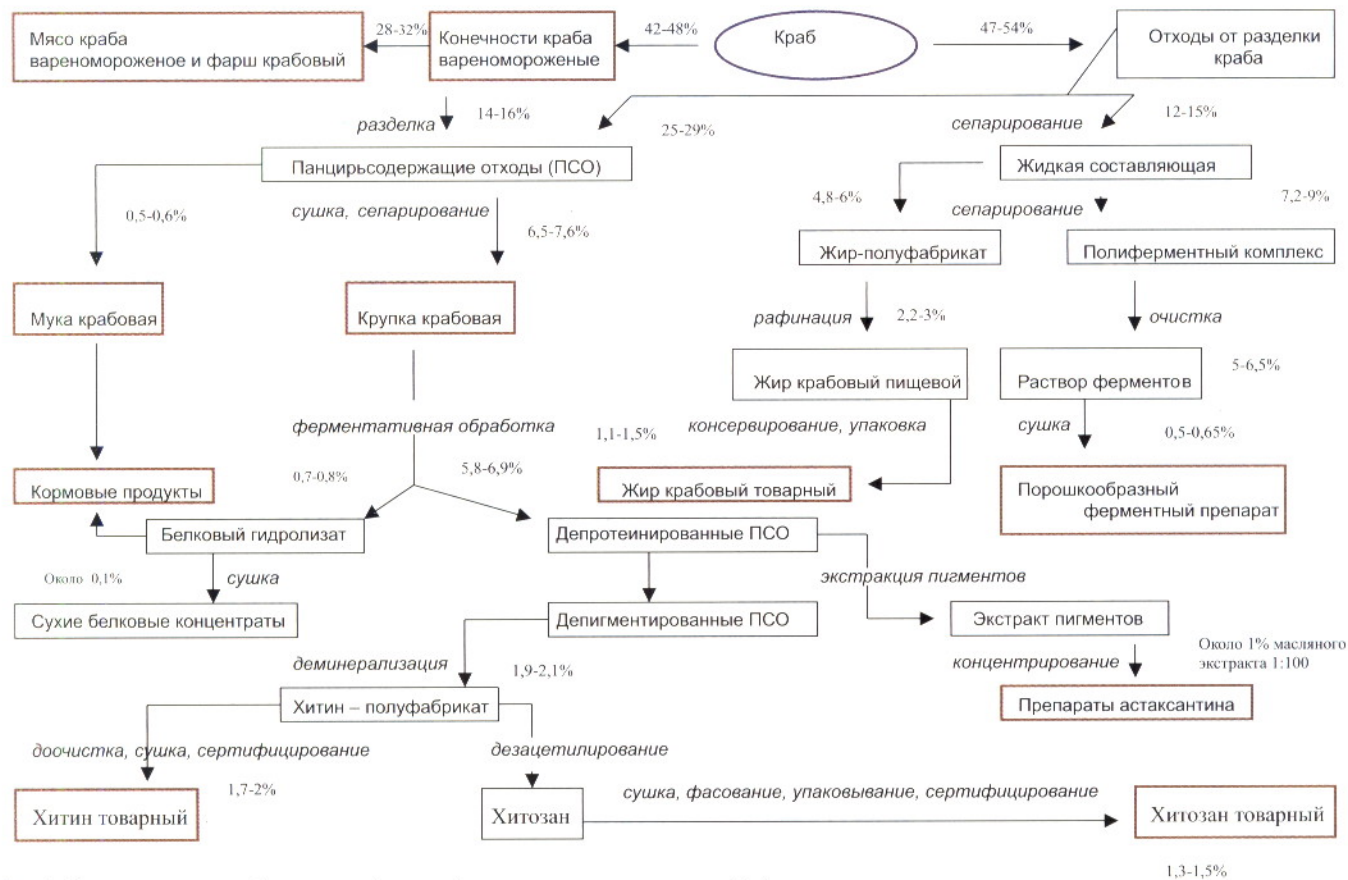 28-32%
42-48%
47-54%
Мясо краба
вареномороженое и фарш крабовый
Конечности краба
вареномороженые
Краб
Отходы от разделки
краба
14-16%
разделка
25-29%
сепарирование
12-15%
Панцирьсодержащие отходы (ПСО)
Жидкая составляющая
0,5-0,6%
сушка, сепарирование
6,5-7,6%
4,8-6%
сепарирование
7,2-9%
Жир-полуфабрикат
Полиферментный комплекс
Мука крабовая
Крупка крабовая
рафинация
2,2-3%
очистка
Жир крабовый пищевой
Раствор ферментов
5-6,5%
ферментативная обработка
1,1-1,5%
консервирование, упаковка
сушка
0,5-0,65%
0,7-0,8%
5,8-6,9%
Кормовые продукты
Жир крабовый товарный
Порошкообразный
ферментный препарат
Белковый гидролизат
Депротеинированные ПСО
Около 0,1%
сушка
экстракция пигментов
Сухие белковые концентраты
Депигментированные ПСО
Экстракт пигментов
деминерализация
1,9-2,1%
концентрирование
Около 1% масляного
экстракта 1:100
Хитин – полуфабрикат
Препараты астаксантина
доочистка, сушка, сертифицирование
дезацетилирование
1,7-2%
сушка, фасование, упаковывание, сертифицирование
Хитин товарный
Хитозан
Хитозан товарный
1,3-1,5%